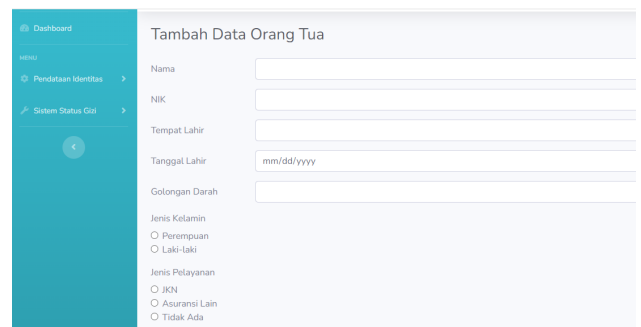 Dashboard
MENU
Pendataan Identitas
Sistem Status Gizi
Tambah Data Orang Tua
Nama
NIK
Tempat Lahir
Tanggal Lahir mm/dd/yyyy
Golongan Darah
Jenis Kelamin
Perempuan
Laki-laki
Jenis Pelayanan
JKN
Asuransi Lain
Tidak Ada